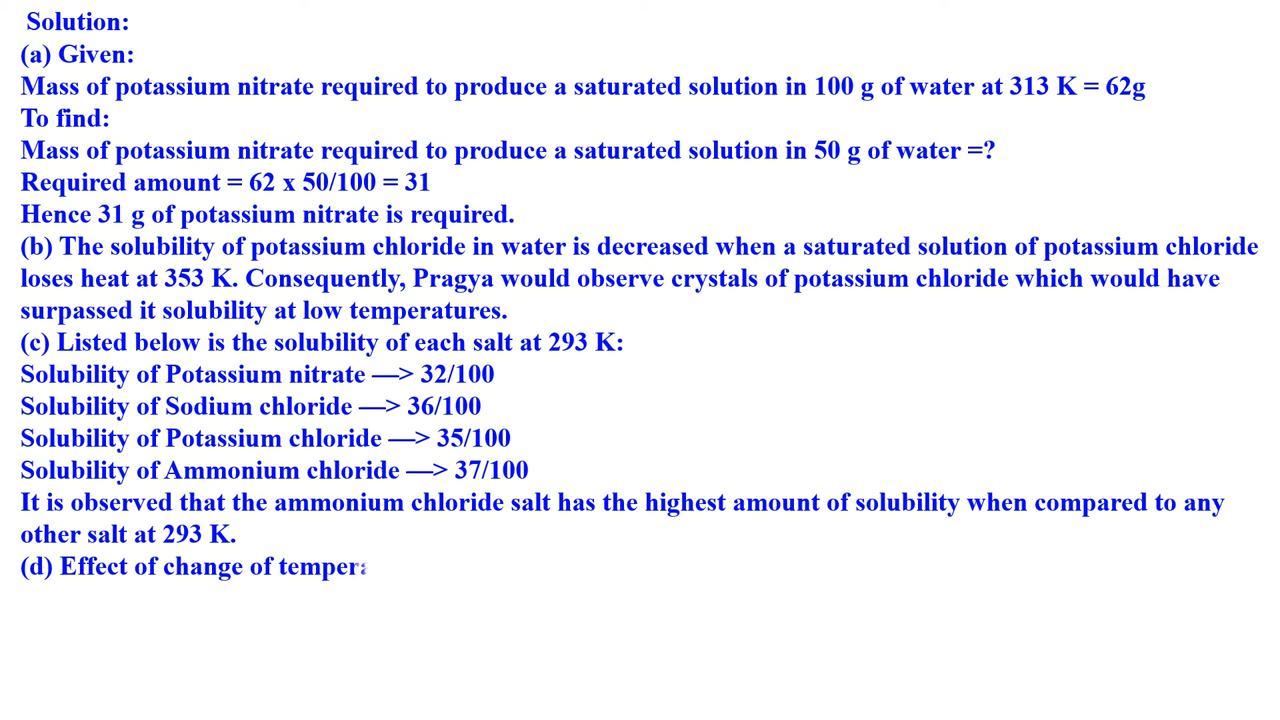 Solution:
(a) Given:
Mass of potassium nitrate required to produce a saturated solution in 100 g of water at 313 K = 62g
To find:
Mass of potassium nitrate required to produce a saturated solution in 50 g of water =?
Required amount = 62 x 50/100 = 31
Hence 31 g of potassium nitrate is required.
(b) The solubility of potassium chloride in water is decreased when a saturated solution of potassium chloride
loses heat at 353 K. Consequently, Pragya would observe crystals of potassium chloride which would have
surpassed it solubility at low temperatures.
(c) Listed below is the solubility of each salt at 293 K:
Solubility of Potassium nitrate —> 32/100
Solubility of Sodium chloride —> 36/100
Solubility of Potassium chloride —> 35/100
Solubility of Ammonium chloride —> 37/100
It is observed that the ammonium chloride salt has the highest amount of solubility when compared to any
other salt at 293 K.
(d) Effect of change of tempera